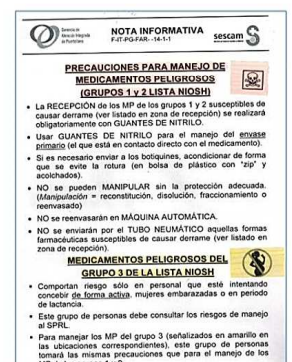 Gerencia de
Atención Integrada
de Puertollano
NOTA INFORMATIVA
F-IT-PG-FAR- -14-1-1
sescam
PRECAUCIONES PARA MANEJO DE
MEDICAMENTOS PELIGROSOS
(GRUPOS 1 y 2 LISTA NIOSH)
• La RECEPCIÓN de los MP de los grupos 1 y 2 susceptibles de
causar derrame (ver listado en zona de recepción) se realizará
obligatoriamente con GUANTES DE NITRILO.
• Usar GUANTES DE NITRILO para el manejo del envase
primario (el que está en contacto directo con el medicamento).
• Si es necesario enviar a los botiquines, acondicionar de forma
que se evite la rotura (en bolsa de plástico con "zip" y
acolchados).
• NO se pueden MANIPULAR sin la protección adecuada.
(Manipulación = reconstitución, disolución, fraccionamiento o
reenvasado)
• NO se reenvasarán en MÁQUINA AUTOMÁTICA.
• NO se enviarán por el TUBO NEUMÁTICO aquellas formas
farmacéuticas susceptibles de causar derrame (ver listado en
zona de recepción).
MEDICAMENTOS PELIGROSOS DEL
GRUPO 3 DE LA LISTA NIOSH
• Comportan riesgo sólo en personal que esté intentando
concebir de forma activa, mujeres embarazadas o en periodo
de lactancia.
• Este grupo de personas debe consultar los riesgos de manejo
al SPRL.
• Para manejar los MP del grupo 3 (señalizados en amarillo en
las ubicaciones correspondientes), este grupo de personas
tomará las mismas precauciones que para el manejo de los